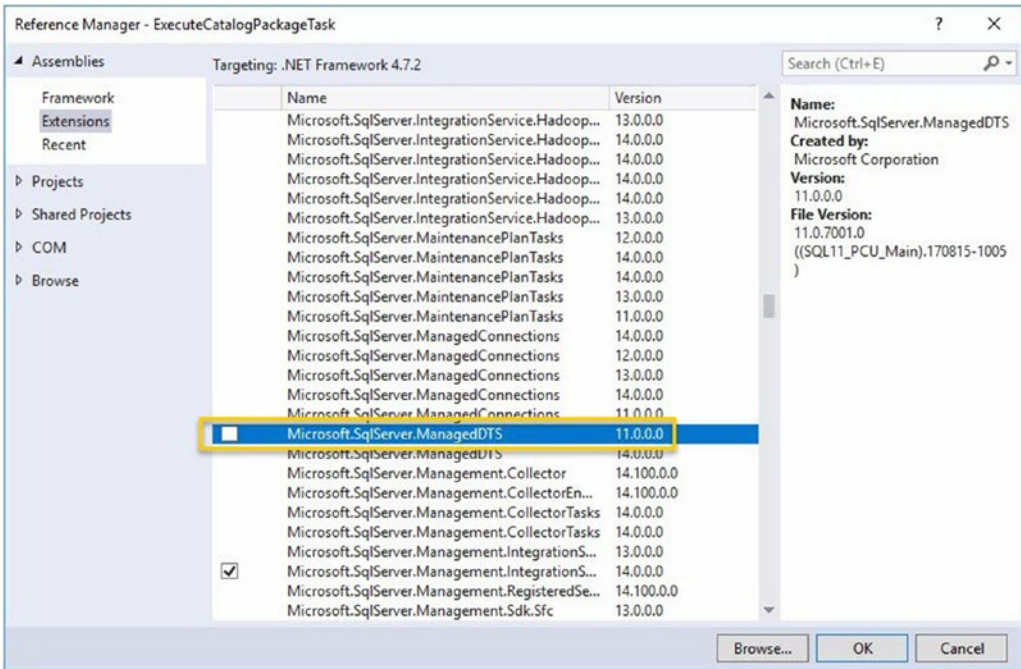 Reference Manager - ExecuteCatalogPackageTask ? ×
Assemblies
Framework
Extensions
Recent
Projects
Shared Projects
COM
Browse
Targeting: .NET Framework 4.7.2
Search (Ctrl+E)
Name Version
Microsoft.SqlServer.IntegrationService.Hadoop... 13.0.0.0
Microsoft.SqlServer.IntegrationService.Hadoop... 14.0.0.0
Microsoft.SqlServer.IntegrationService.Hadoop... 14.0.0.0
Microsoft.SqlServer.IntegrationService.Hadoop... 14.0.0.0
Microsoft.SqlServer.IntegrationService.Hadoop... 14.0.0.0
Microsoft.SqlServer.IntegrationService.Hadoop... 13.0.0.0
Microsoft.SqlServer.MaintenancePlanTasks 12.0.0.0
Microsoft.SqlServer.MaintenancePlanTasks 14.0.0.0
Microsoft.SqlServer.MaintenancePlanTasks 14.0.0.0
Microsoft.SqlServer.MaintenancePlanTasks 13.0.0.0
Microsoft.SqlServer.MaintenancePlanTasks 11.0.0.0
Microsoft.SqlServer.ManagedConnections 14.0.0.0
Microsoft.SqlServer.ManagedConnections 12.0.0.0
Microsoft.SqlServer.ManagedConnections 13.0.0.0
Microsoft.SqlServer.ManagedConnections 14.0.0.0
Microsoft.SqlServer.ManagedConnections 11.0.0.0
Microsoft.SqlServer.ManagedDTS 11.0.0.0
Microsoft.SqlServer.ManagedDTS 14.0.0.0
Microsoft.SqlServer.Management.Collector 14.100.0.0
Microsoft.SqlServer.Management.CollectorEn... 14.100.0.0
Microsoft.SqlServer.Management.CollectorTasks 14.0.0.0
Microsoft.SqlServer.Management.CollectorTasks 14.0.0.0
Microsoft.SqlServer.Management.IntegrationS... 13.0.0.0
Microsoft.SqlServer.Management.IntegrationS... 14.0.0.0
Microsoft.SqlServer.Management.RegisteredSe... 14.100.0.0
Microsoft.SqlServer.Management.Sdk.Sfc 13.0.0.0
Name:
Microsoft.SqlServer.ManagedDTS
Created by:
Microsoft Corporation
Version:
11.0.0.0
File Version:
11.0.7001.0
((SQL11_PCU_Main).170815-1005
)
Browse... OK Cancel